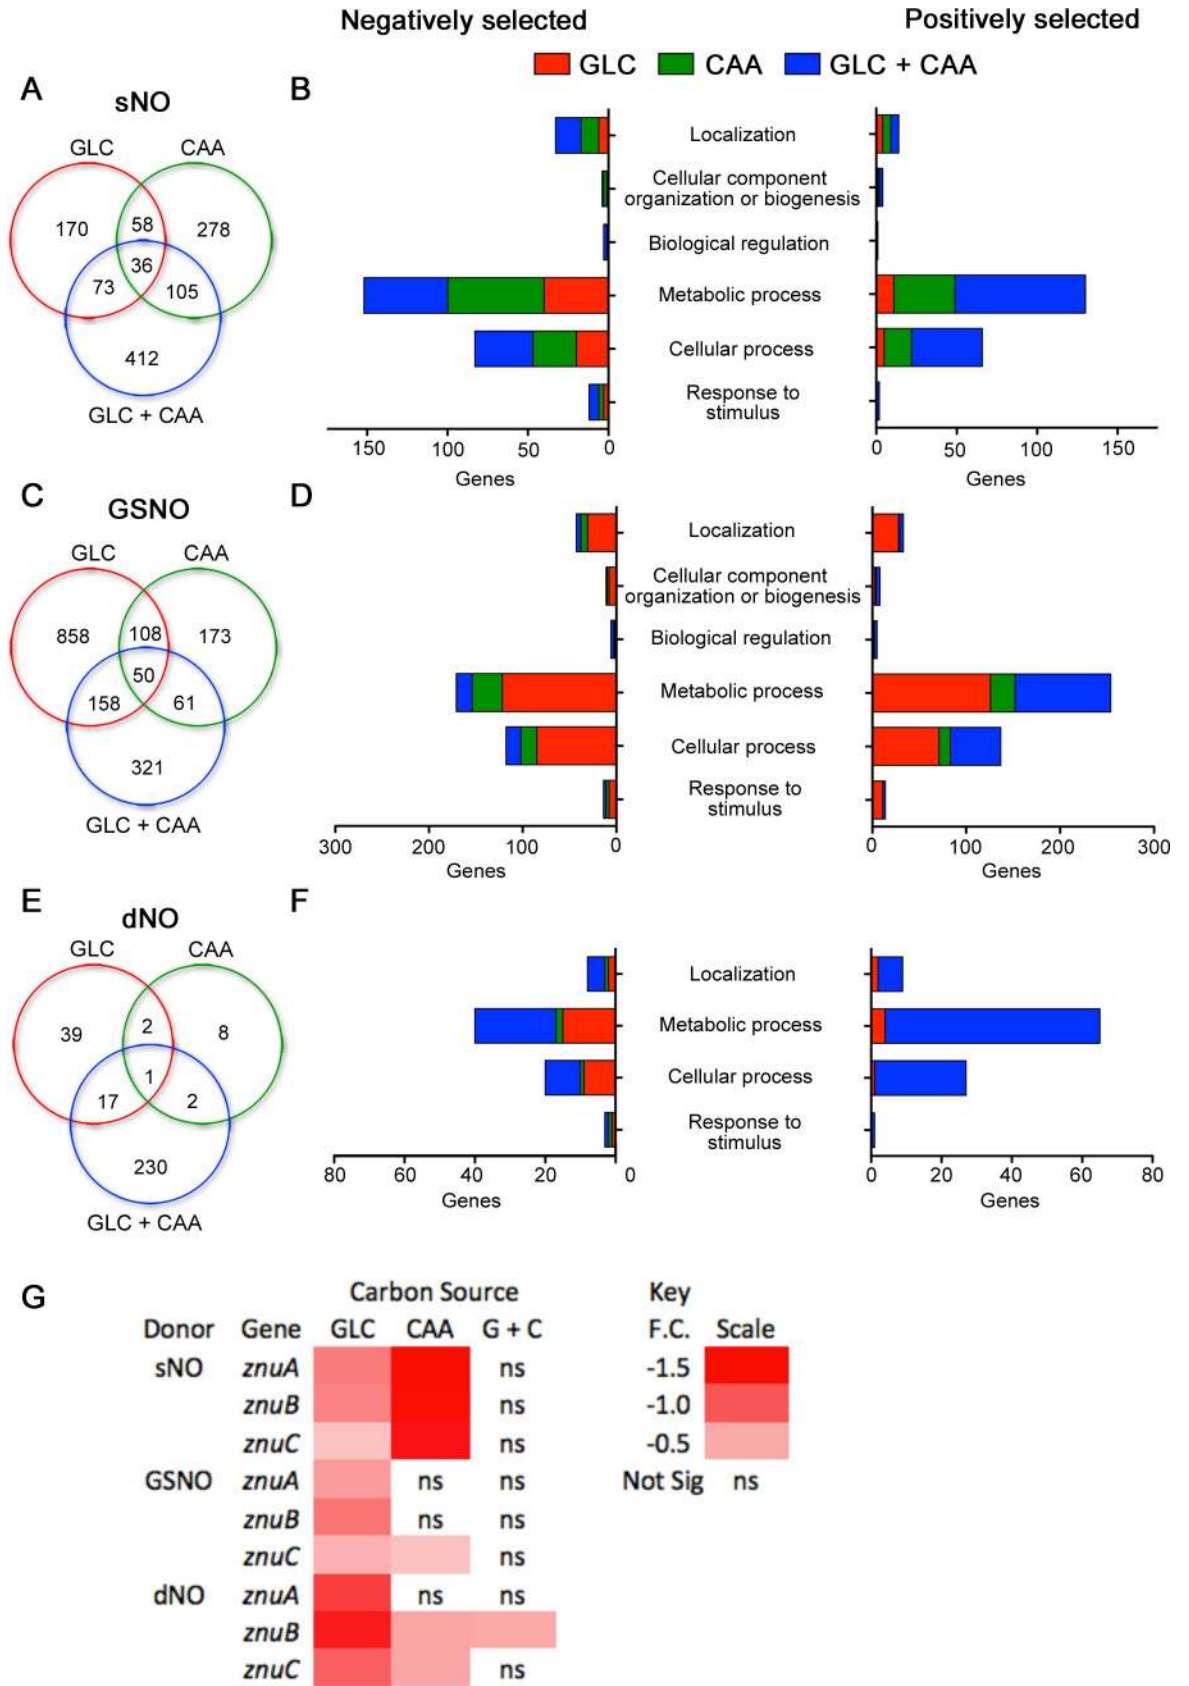 Negatively selected
Positively selected
GLC CAA GLC + CAA
A
sNO
GLC CAA
170 58 278
36
73 105
412
GLC + CAA
B
Localization
Cellular component
organization or biogenesis
Biological regulation
Metabolic process
Cellular process
Response to
stimulus
150 100 50 0
Genes
0 50 100 150
Genes
C
GSNO
GLC CAA
858 108 173
50
158 61
321
GLC + CAA
D
Localization
Cellular component
organization or biogenesis
Biological regulation
Metabolic process
Cellular process
Response to
stimulus
300 200 100 0
Genes
0 100 200 300
Genes
E
dNO
GLC CAA
39 2 8
1
17 2
230
GLC + CAA
F
Localization
Metabolic process
Cellular process
Response to
stimulus
80 60 40 20 0
Genes
0 20 40 60 80
Genes
G
Carbon Source
Donor Gene GLC CAA G + C
sNO znuA ns
znuB ns
znuC ns
GSNO znuA ns ns
znuB ns ns
znuC ns
dNO znuA ns ns
znuB
znuC ns
Key
F.C. Scale
-1.5
-1.0
-0.5
Not Sig ns